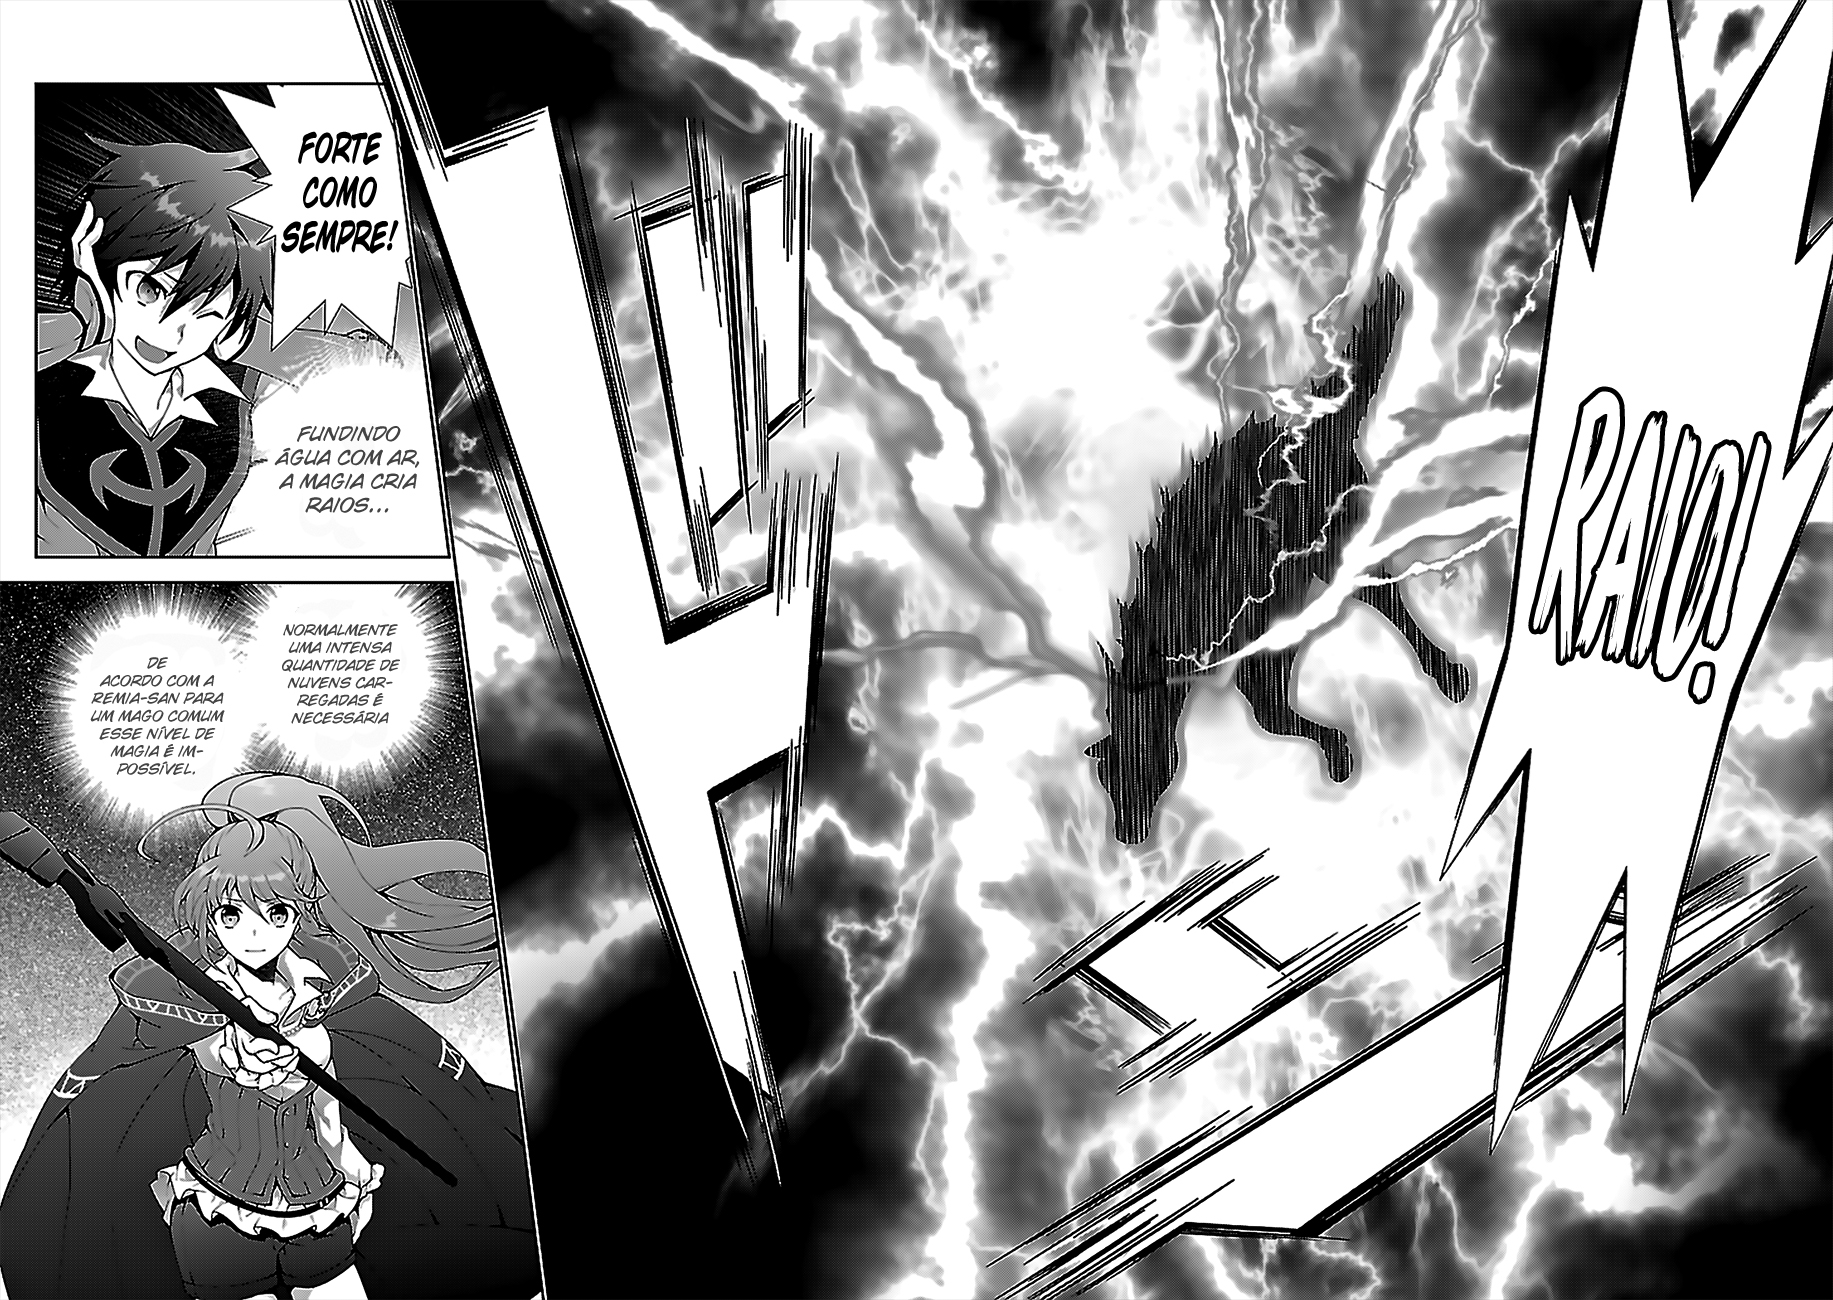 RAIO!
FORTE
COMO
SEMPRE!
FUNDINDO
ÁGUA COM AR,
A MAGIA CRIA
RAIOS...
NORMALMENTE
UMA INTENSA
QUANTIDADE DE
NUVENS CAR-
REGADAS É
NECESSÁRIA
DE
ACORDO COM A
REMIA-SAN PARA
UM MAGO COMUM
ESSE NÍVEL DE
MAGIA É IM-
POSSÍVEL.